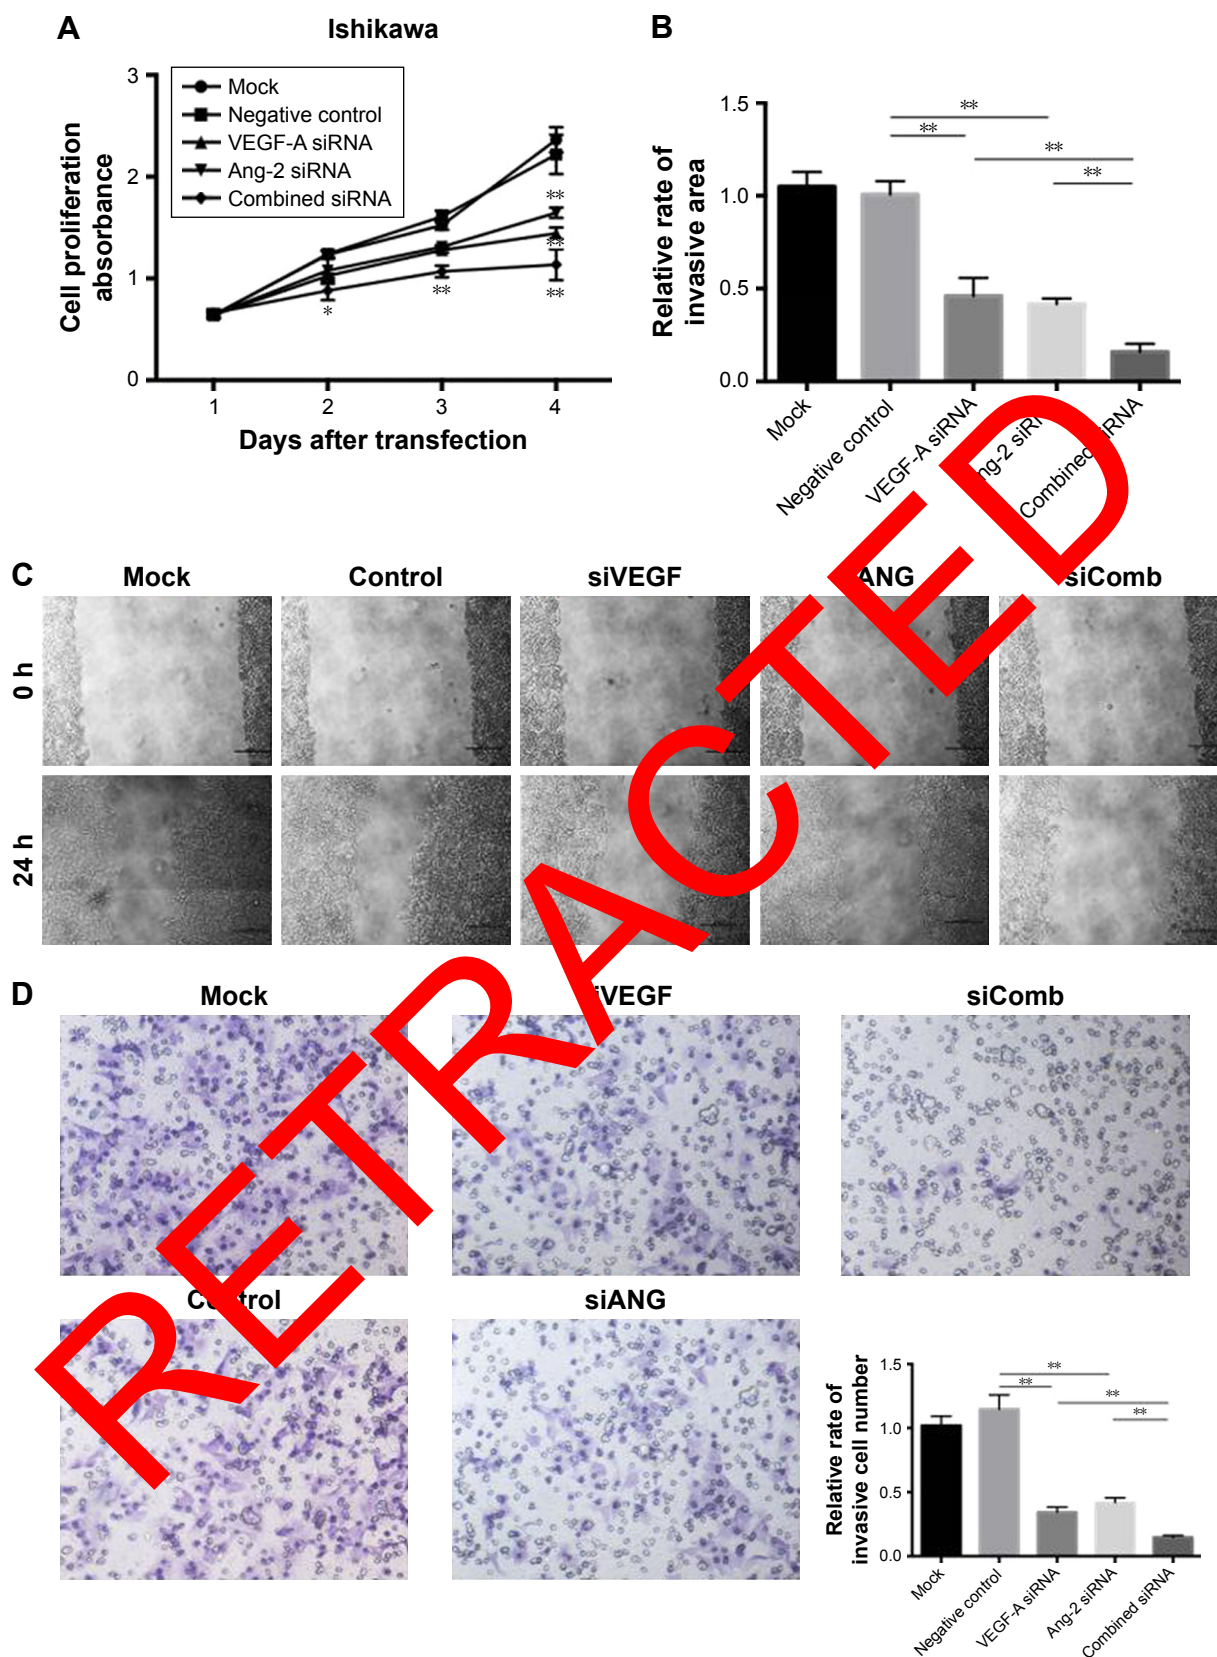 A
Ishikawa
Cell proliferation
absorbance
3
2
1
0
Mock
Negative control
VEGF-A siRNA
Ang-2 siRNA
Combined siRNA
*
**
**
**
**
1 2 3 4
Days after transfection
B
Relative rate of
invasive area
1.5
1.0
0.5
0.0
**
**
**
**
Mock
Negative control
VEGF-A siRNA
Combined
C
Mock Control siVEGF ANG siComb
0 h
24 h
D
Mock
siComb
siANG
Relative rate of
invasive cell number
1.5
1.0
0.5
0.0
**
**
**
**
Mock
Negative control
VEGF-A siRNA
Ang-2 siRNA
Combined siRNA
RETRACTED